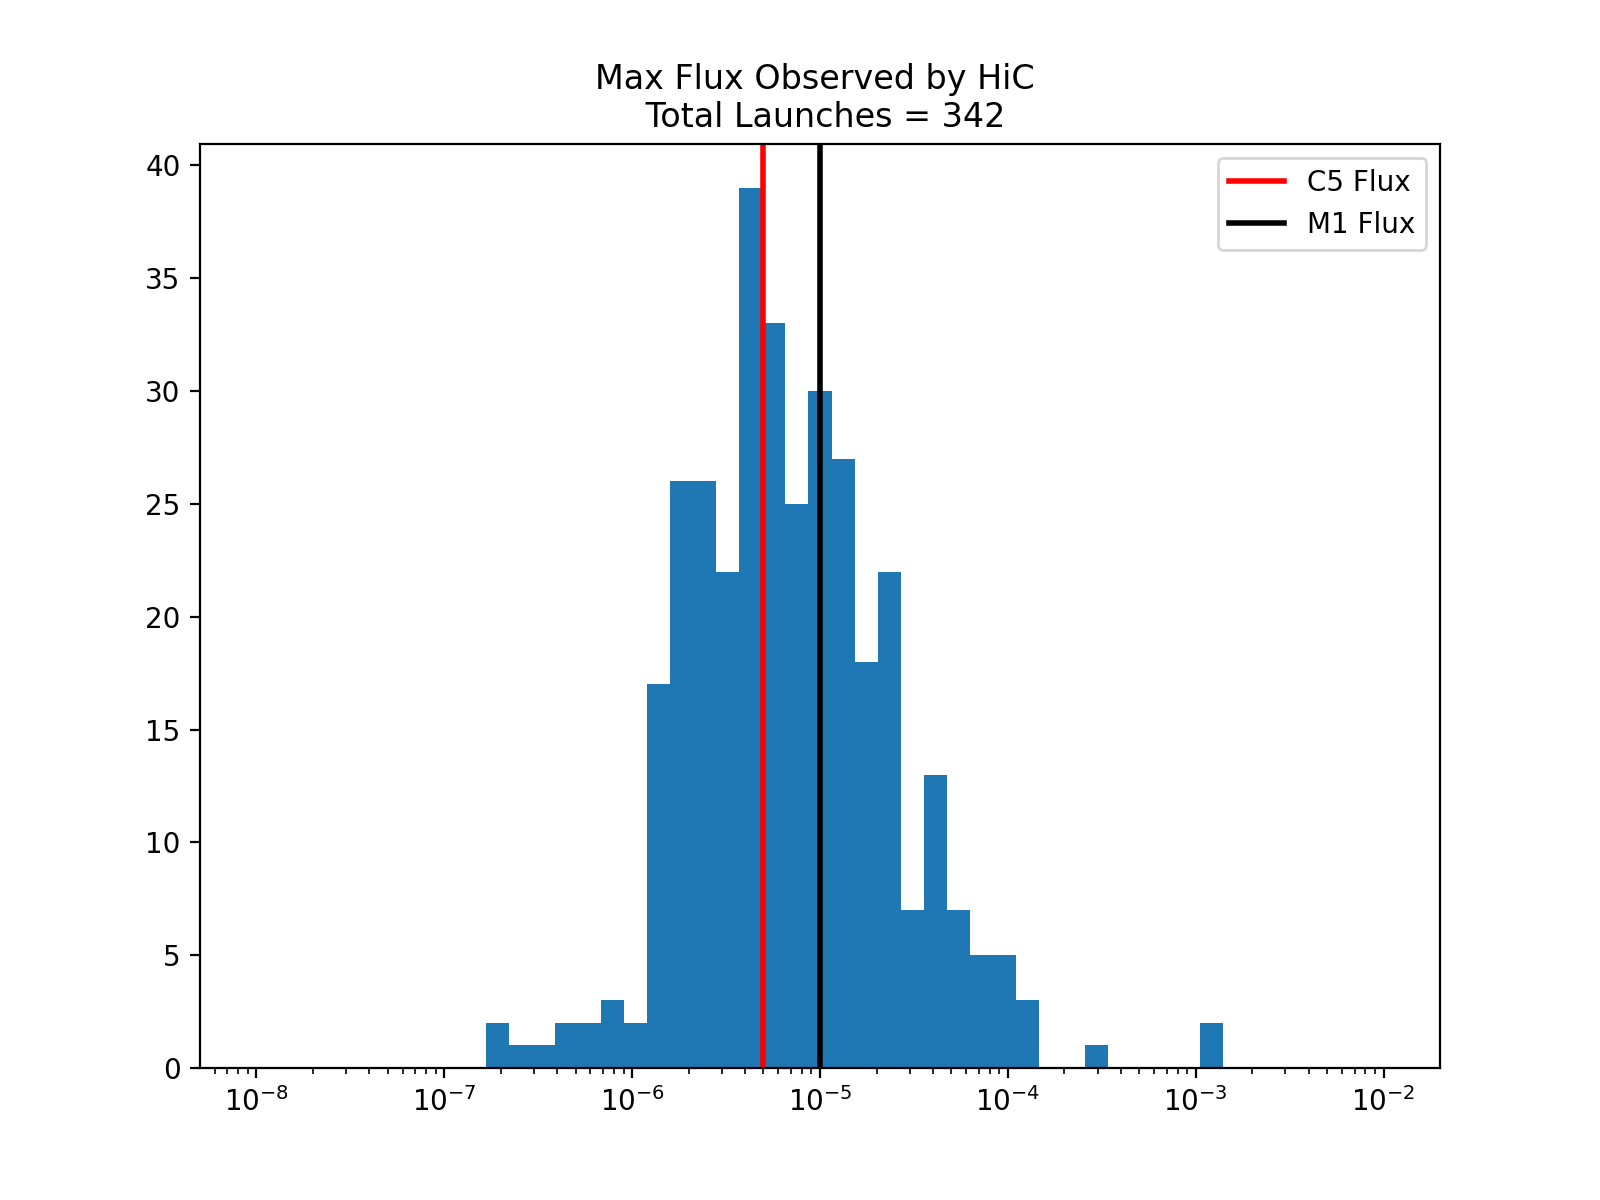 Max Flux Observed by HiC
Total Launches = 342
C5 Flux
M1 Flux
40
35
30
25
20
15
10
5
0
10⁻⁸ 10⁻⁷ 10⁻⁶ 10⁻⁵ 10⁻⁴ 10⁻³ 10⁻²